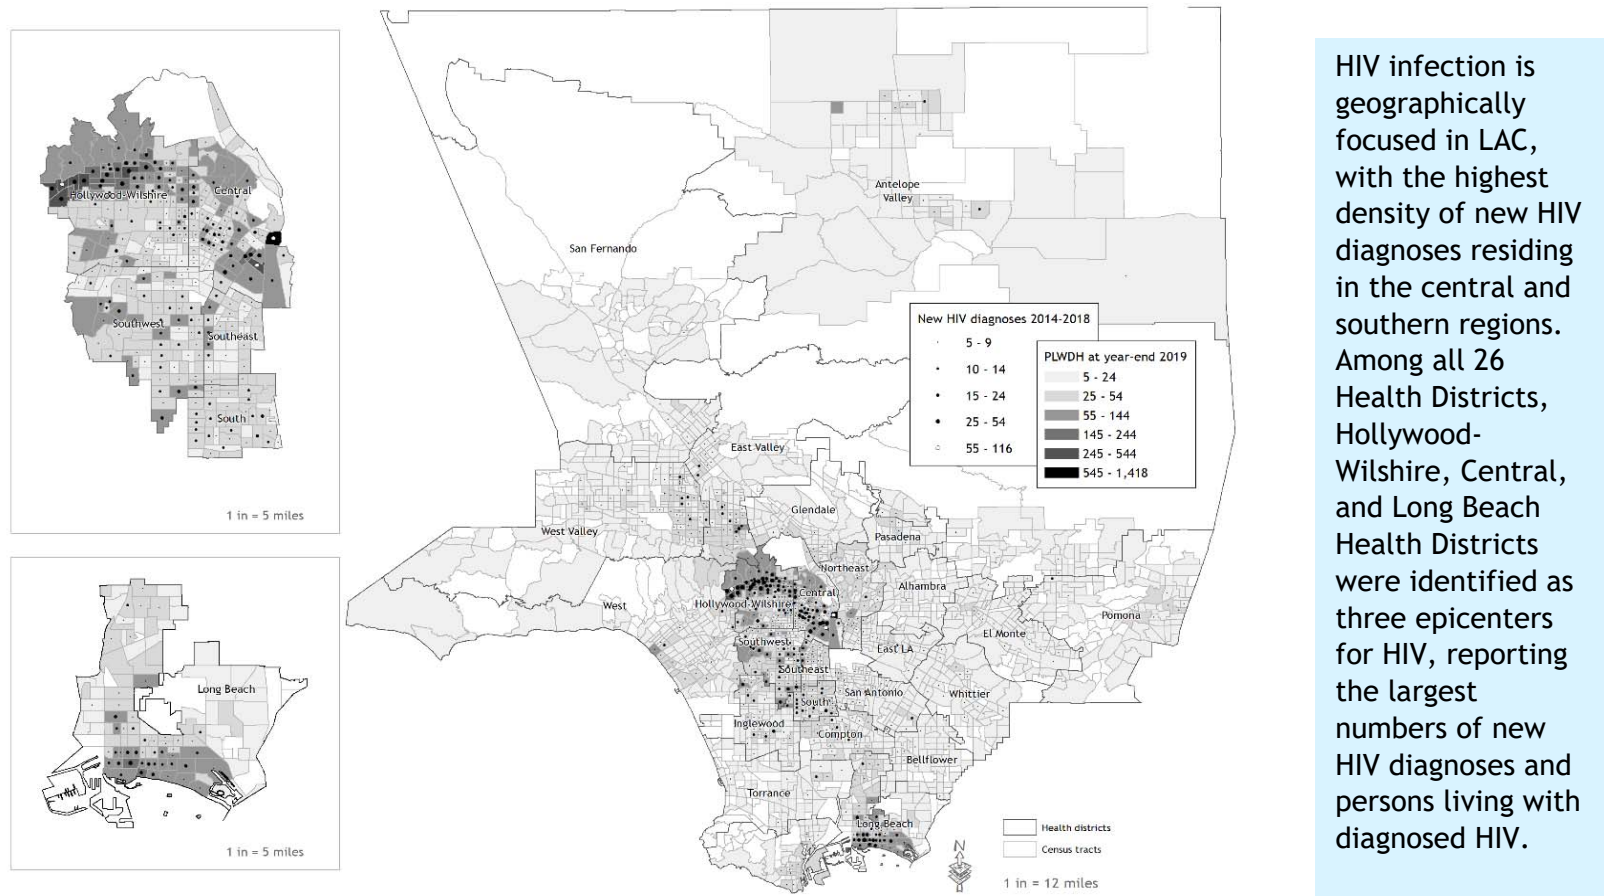 Hollywood-Wilshire
Central
Southwest
Southeast
South
1 in = 5 miles
Long Beach
1 in = 5 miles
Antelope
Valley
San Fernando
New HIV diagnoses 2014-2018
5 - 9
10 - 14
15 - 24
25 - 54
55 - 116
PLWDH at year-end 2019
5 - 24
25 - 54
55 - 144
145 - 244
245 - 544
545 - 1,418
East Valley
Glendale
West Valley
Pasadena
Northeast
Alhambra
Central
Hollywood-Wilshire
West
Pomona
El Monte
Southwest
East LA
Southeast
San Antonio
Whittier
South
Inglewood
Compton
Bellflower
Torrance
Long Beach
Health districts
Census tracts
N
1 in = 12 miles
HIV infection is
geographically
focused in LAC,
with the highest
density of new HIV
diagnoses residing
in the central and
southern regions.
Among all 26
Health Districts,
Hollywood-
Wilshire, Central,
and Long Beach
Health Districts
were identified as
three epicenters
for HIV, reporting
the largest
numbers of new
HIV diagnoses and
persons living with
diagnosed HIV.